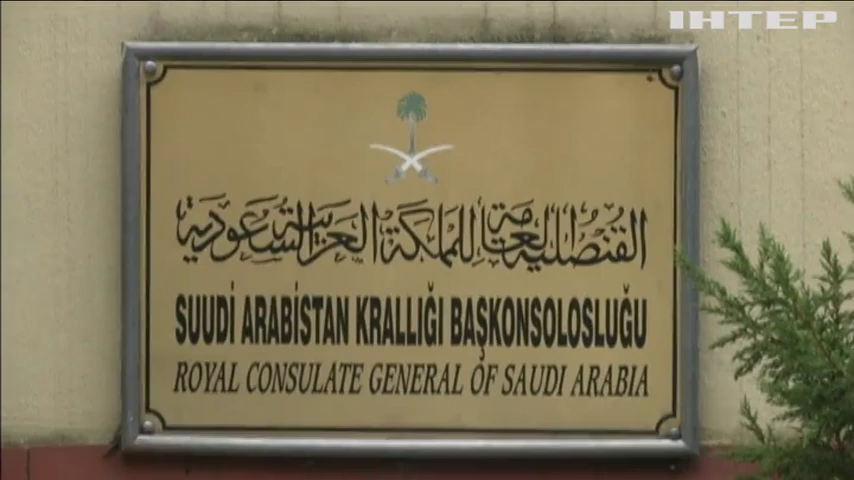 ІНТЕР
القنصلية العامة للمملكة العربية السعودية
SUUDİ ARABİSTAN KRALLIĞI BAŞKONSOLOSLUĞU
ROYAL CONSULATE GENERAL OF SAUDI ARABIA